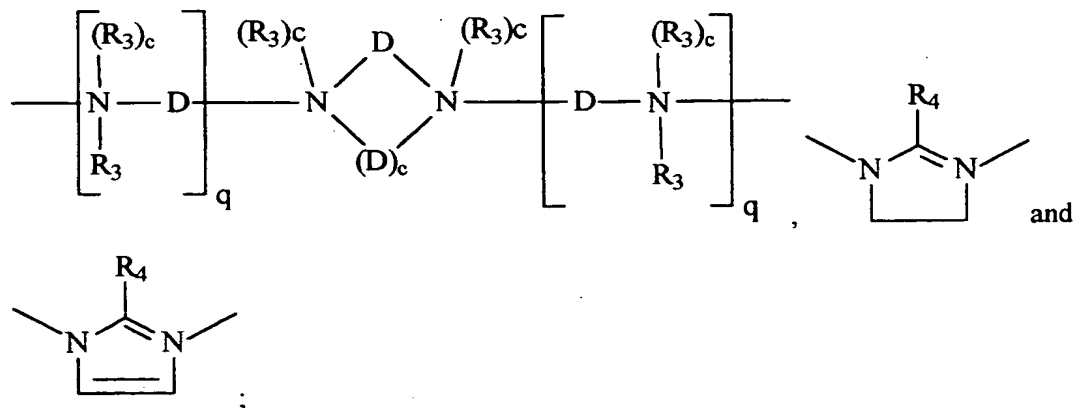 (R₃)c (R₃)c D (R₃)c (R₃)c
N D N N D N R₄
R₃ (D)c R₃ N N
q q , and
R₄
N N
;